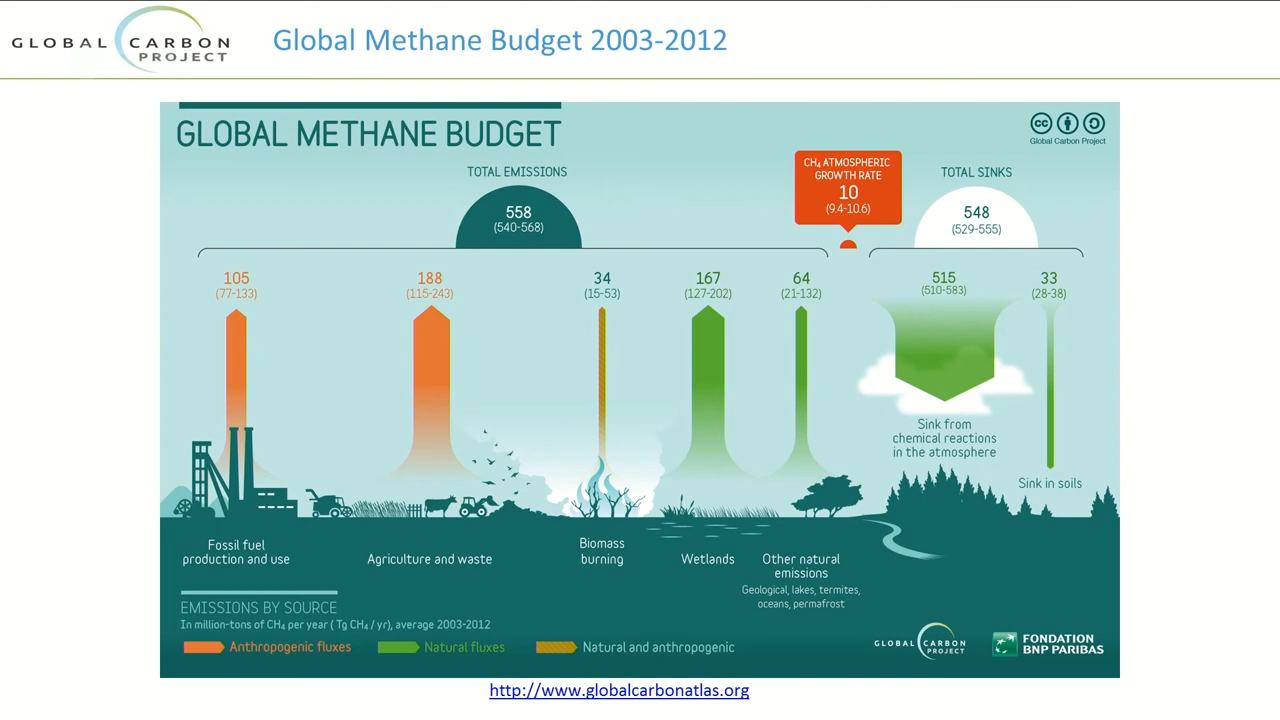 GLOBAL CARBON PROJECT
Global Methane Budget 2003-2012
GLOBAL METHANE BUDGET
cc
Global Carbon Project
TOTAL EMISSIONS
558
(540-568)
CH₄ ATMOSPHERIC
GROWTH RATE
10
(9.4-10.6)
TOTAL SINKS
548
(529-555)
105
(77-133)
188
(115-243)
34
(15-53)
167
(127-202)
64
(21-132)
515
(510-583)
33
(28-38)
Sink from
chemical reactions
in the atmosphere
Sink in soils
Fossil fuel
production and use
Agriculture and waste
Biomass
burning
Wetlands
Other natural
emissions
Geological, lakes, termites,
oceans, permafrost
EMISSIONS BY SOURCE
In million-tons of CH₄ per year ( Tg CH₄ / yr), average 2003-2012
Anthropogenic fluxes
Natural fluxes
Natural and anthropogenic
GLOBAL CARBON
PROJECT
FONDATION
BNP PARIBAS
http://www.globalcarbonatlas.org